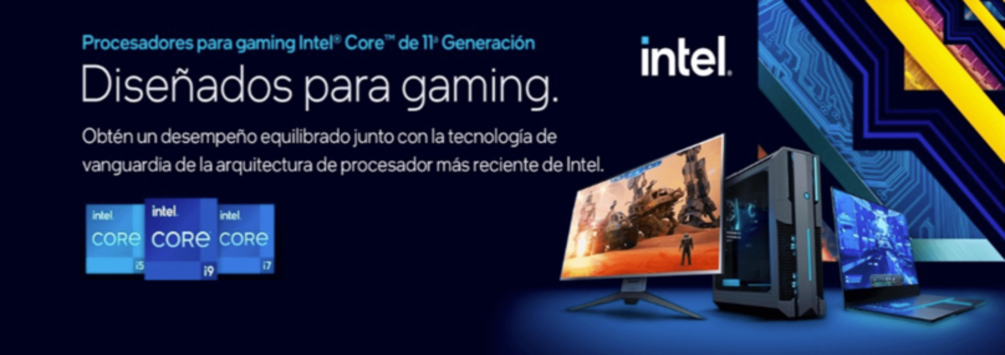 Procesadores para gaming Intel® Core™ de 11ª Generación
intel.
Diseñados para gaming.
Obtén un desempeño equilibrado junto con la tecnología de
vanguardia de la arquitectura de procesador más reciente de Intel.
intel.
CORE
i5
intel.
CORE
i9
intel.
CORE
i7